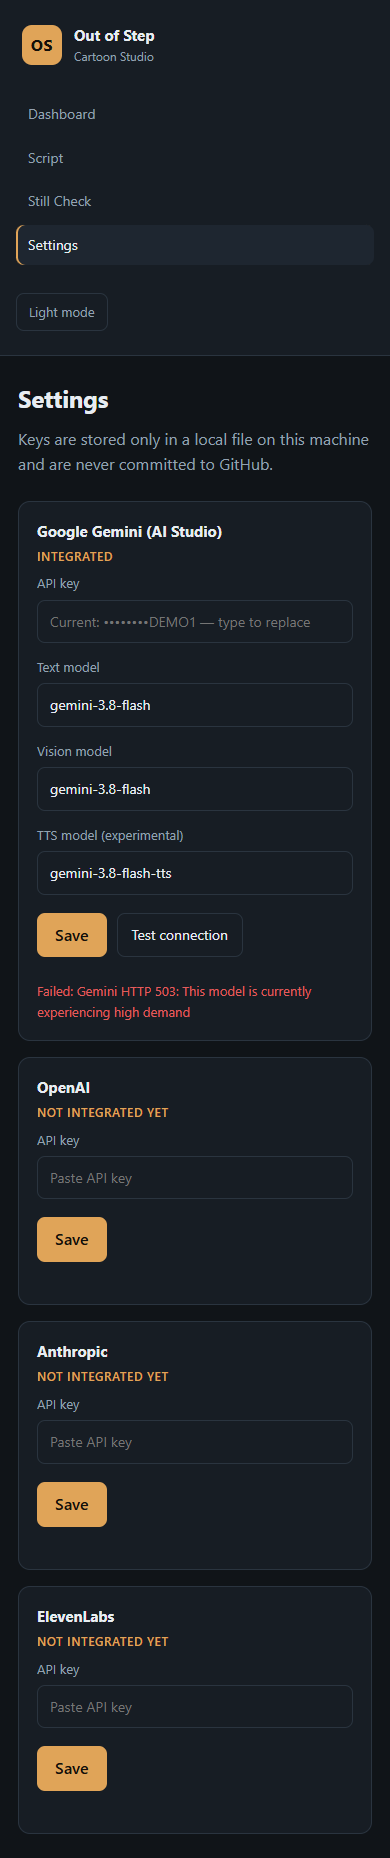 OS
Out of Step
Cartoon Studio
Dashboard
Script
Still Check
Settings
Light mode
Settings
Keys are stored only in a local file on this machine
and are never committed to GitHub.
Google Gemini (AI Studio)
INTEGRATED
API key
Current: ••••••••DEMO1 — type to replace
Text model
gemini-3.8-flash
Vision model
gemini-3.8-flash
TTS model (experimental)
gemini-3.8-flash-tts
Save
Test connection
Failed: Gemini HTTP 503: This model is currently
experiencing high demand
OpenAI
NOT INTEGRATED YET
API key
Paste API key
Save
Anthropic
NOT INTEGRATED YET
API key
Paste API key
Save
ElevenLabs
NOT INTEGRATED YET
API key
Paste API key
Save